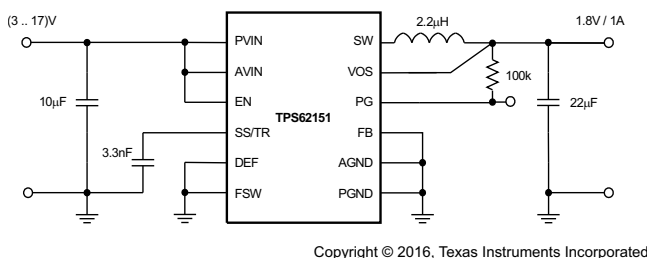 (3 .. 17)V
2.2µH
1.8V / 1A
PVIN
SW
AVIN
VOS
100k
10µF
EN
PG
22µF
TPS62151
3.3nF
SS/TR
FB
DEF
AGND
FSW
PGND
Copyright © 2016, Texas Instruments Incorporated